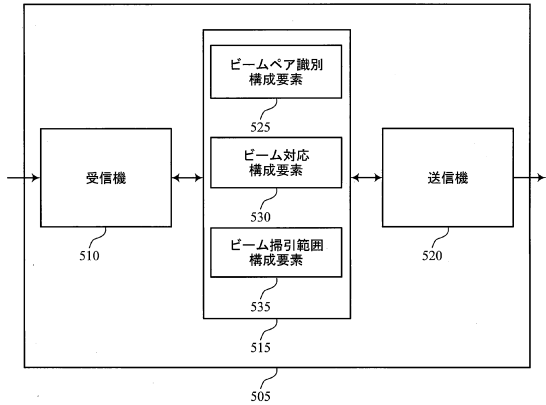 ビームペア識別
構成要素
525
受信機
510
ビーム対応
構成要素
530
送信機
520
ビーム掃引範囲
構成要素
535
515
505